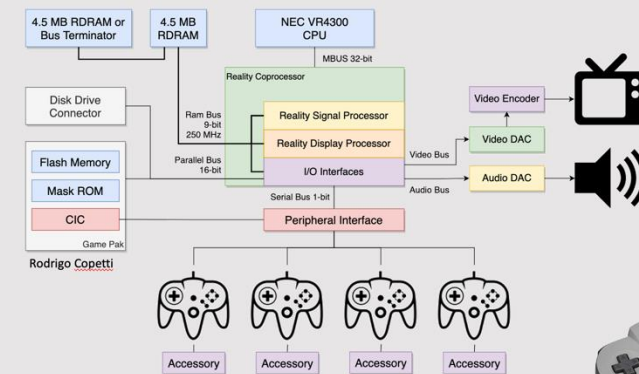 4.5 MB RDRAM or
Bus Terminator
4.5 MB
RDRAM
NEC VR4300
CPU
MBUS 32-bit
Reality Coprocessor
Disk Drive
Connector
Ram Bus
9-bit
250 MHz
Reality Signal Processor
Reality Display Processor
I/O Interfaces
Video Encoder
Video DAC
Video Bus
Audio DAC
Audio Bus
Parallel Bus
16-bit
Flash Memory
Mask ROM
CIC
Game Pak
Serial Bus 1-bit
Peripheral Interface
Rodrigo Copetti
Accessory
Accessory
Accessory
Accessory